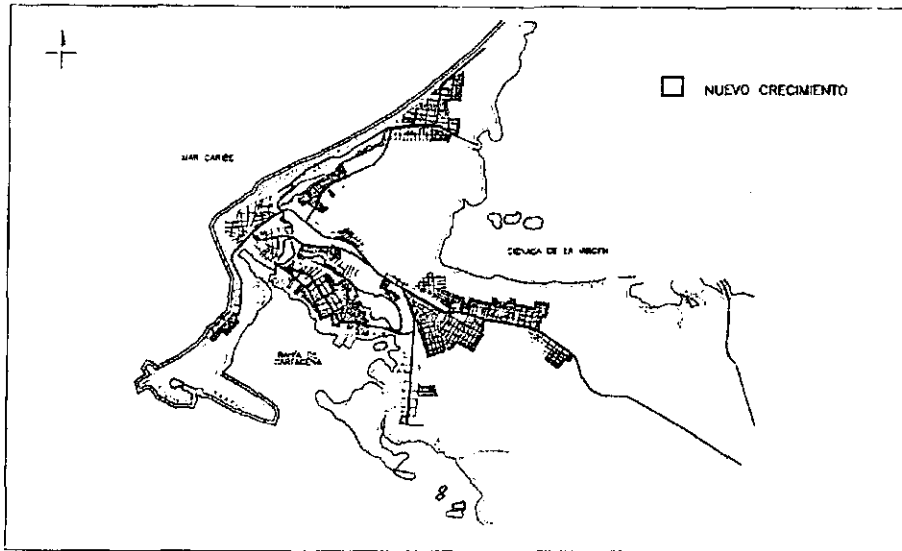 NUEVO CRECIMIENTO
MAR CARIBE
CIENAGA DE LA VIRGEN
BAHIA DE
CARTAGENA